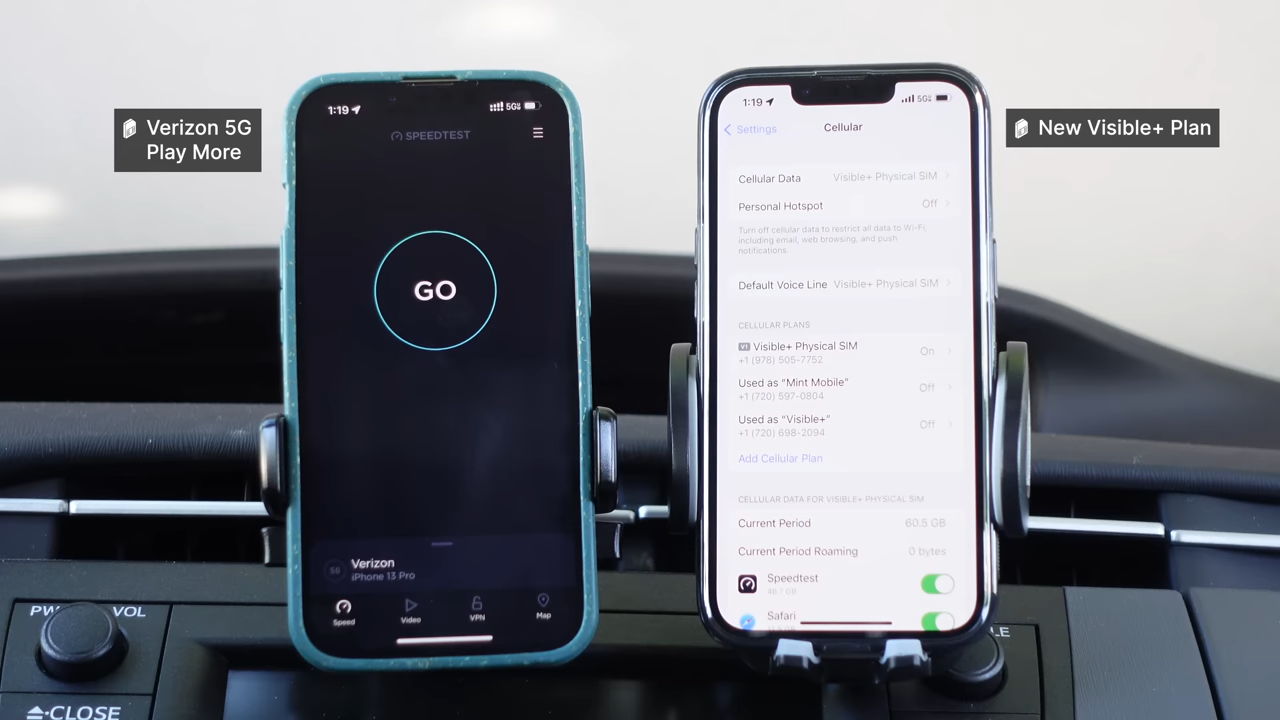 Verizon 5G
Play More
1:19
5G
SPEEDTEST
GO
5G
Verizon
iPhone 13 Pro
Speed
Video
VPN
Map
New Visible+ Plan
1:19
5G
Settings
Cellular
Cellular Data Visible+ Physical SIM
Personal Hotspot Off
Turn off cellular data to restrict all data to Wi-Fi,
including email, web browsing, and push
notifications.
Default Voice Line Visible+ Physical SIM
CELLULAR PLANS
Visible+ Physical SIM On
+1 (978) 505-7752
Used as “Mint Mobile” Off
+1 (720) 597-0804
Used as “Visible+” Off
+1 (720) 698-2094
Add Cellular Plan
CELLULAR DATA FOR VISIBLE+ PHYSICAL SIM
Current Period 60.5 GB
Current Period Roaming 0 bytes
Speedtest
Safari
PW
VOL
CLOSE